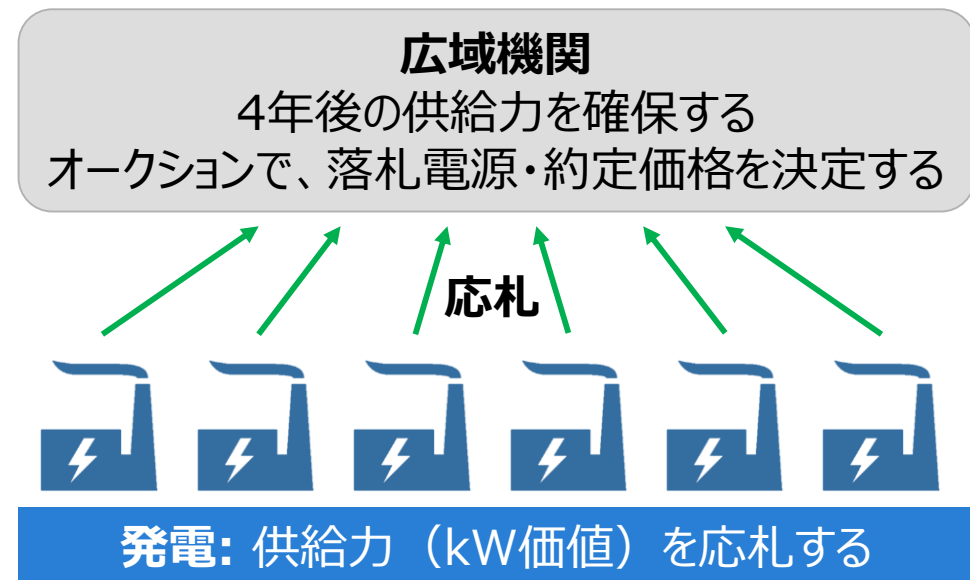 広域機関
4年後の供給力を確保する
オークションで、落札電源・約定価格を決定する
応札
発電: 供給力（kW価値）を応札する